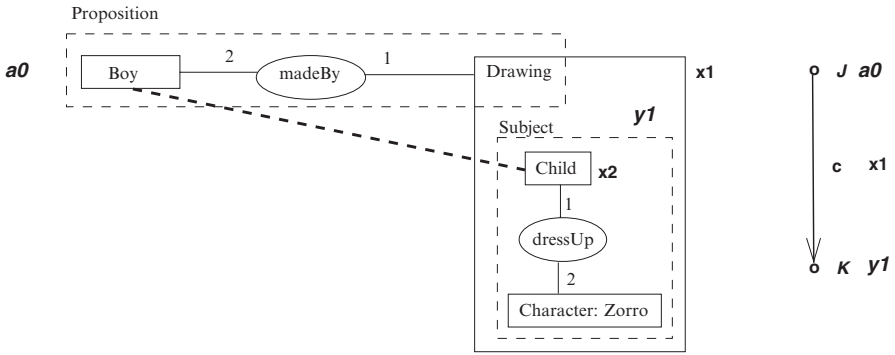 Proposition
a0
Boy
2
madeBy
1
Drawing
x1
J a0
y1
Subject
Child
x2
c x1
1
dressUp
K y1
2
Character: Zorro